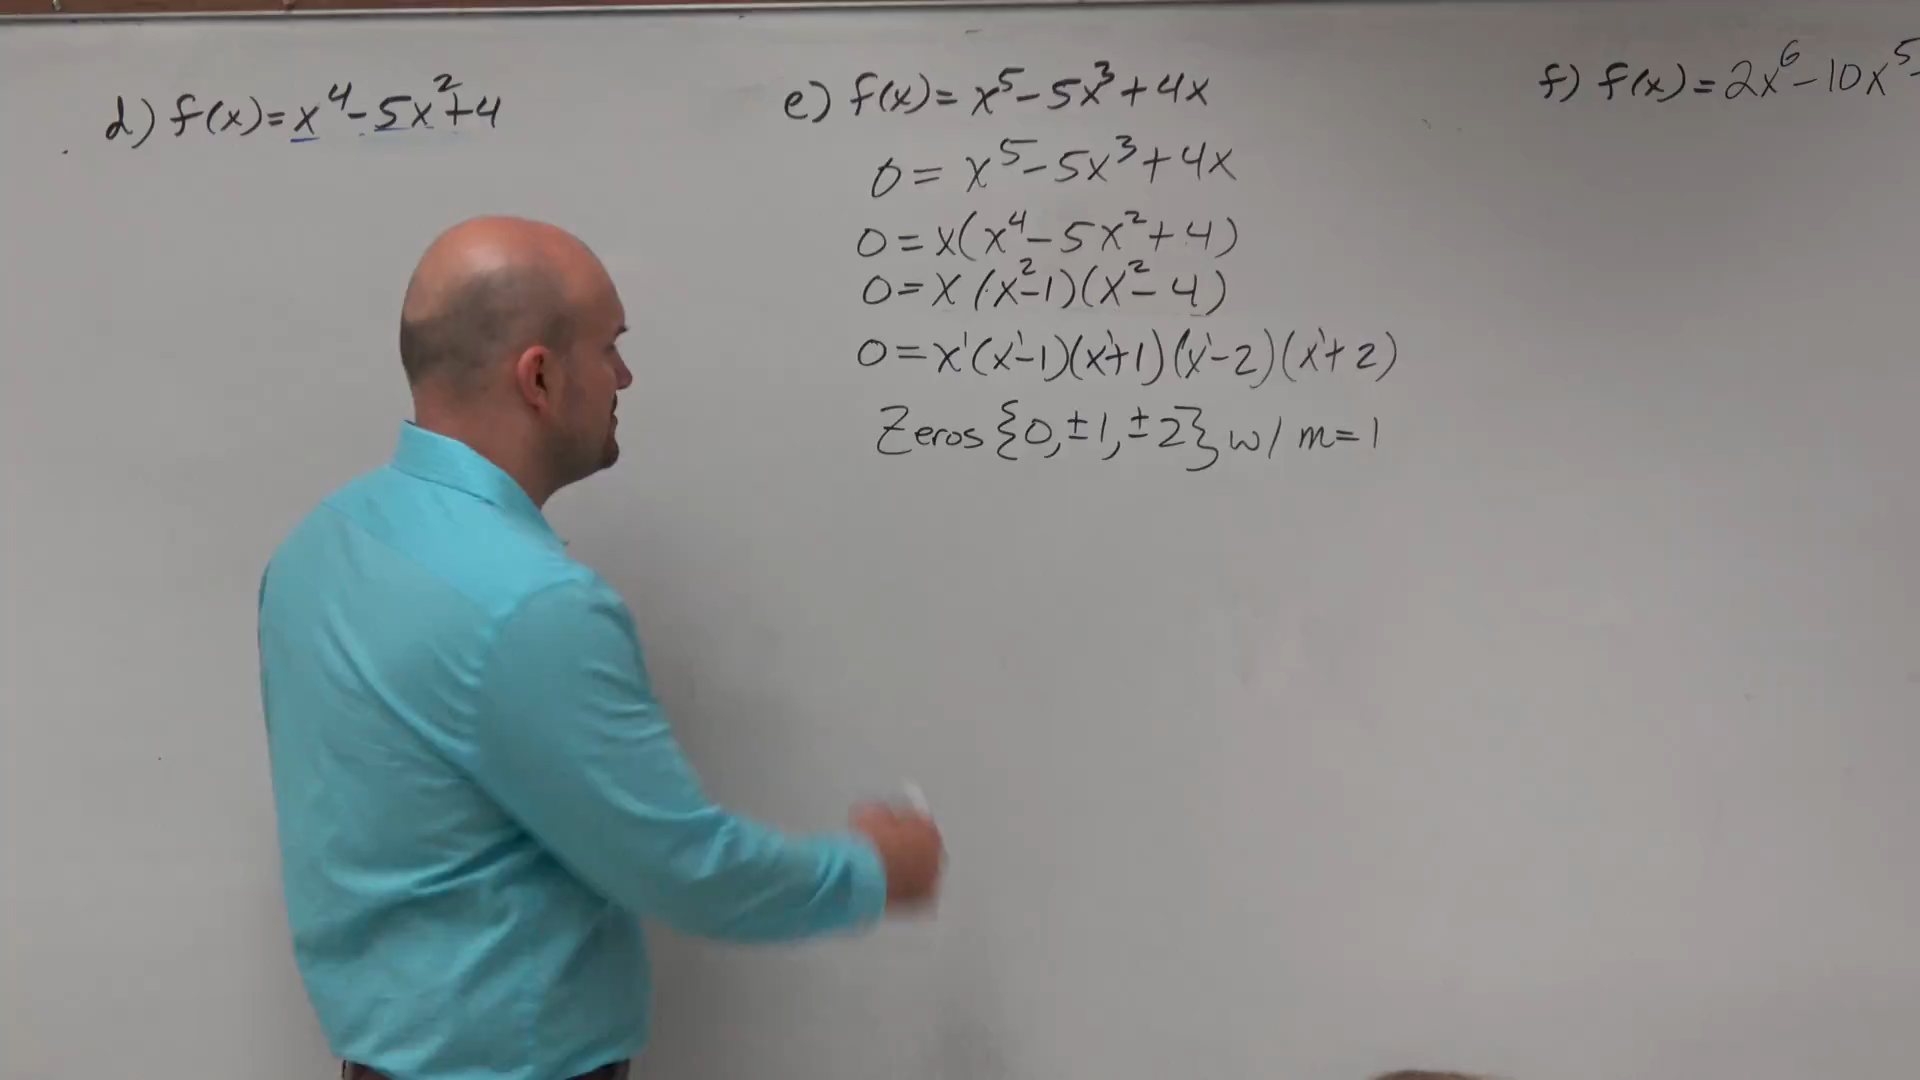 d) f(x)= x⁴-5x²+4
e) f(x)= x⁵-5x³+4x
0= x⁵-5x³+4x
0=x(x⁴-5x²+4)
0=x(x²-1)(x²-4)
0=x¹(x¹-1)(x¹+1)(x¹-2)(x¹+2)
Zeros {0,±1,±2} w/ m=1
f) f(x)=2x⁶-10x⁵-